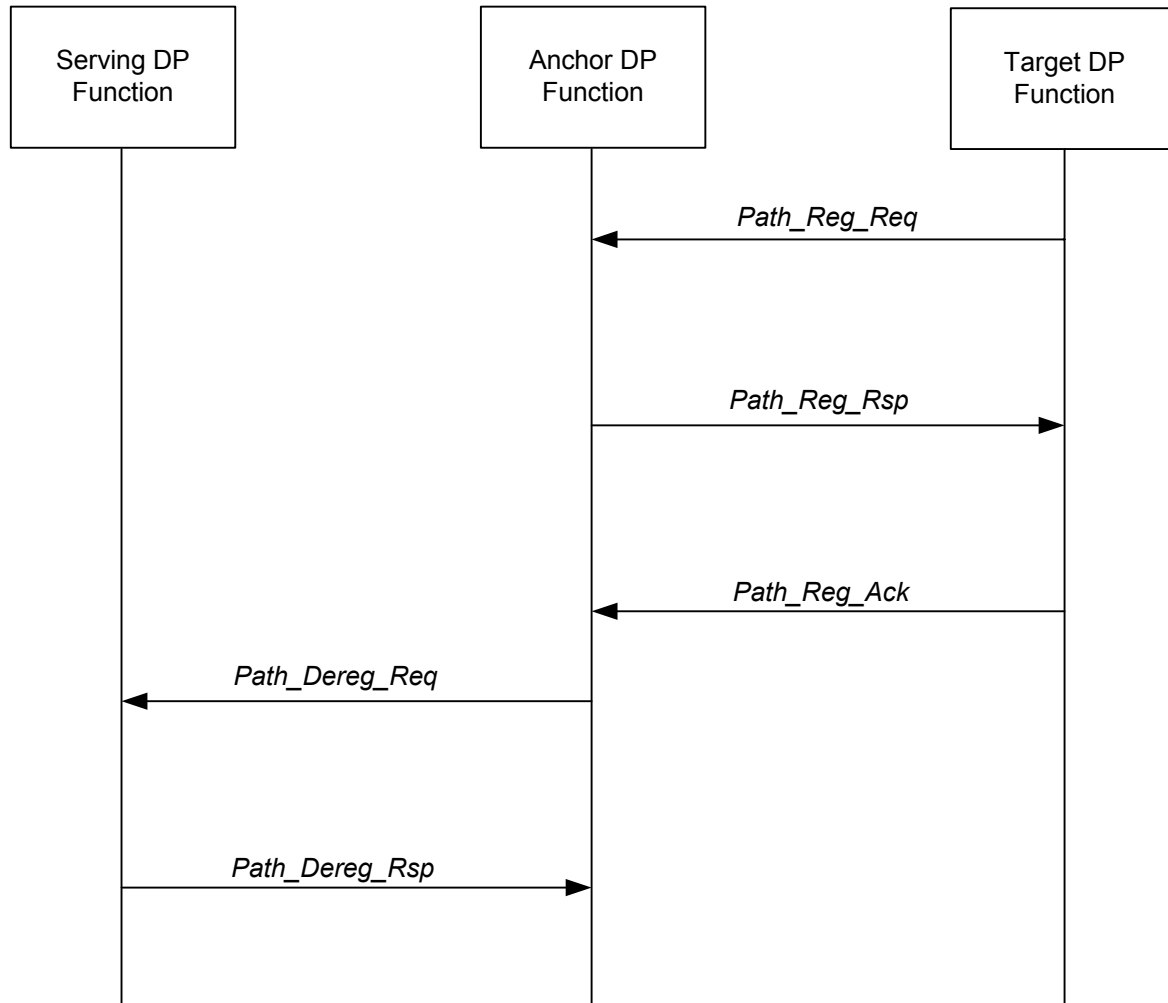 Serving DP
Function
Anchor DP
Function
Target DP
Function
Path_Reg_Req
Path_Reg_Rsp
Path_Reg_Ack
Path_Dereg_Req
Path_Dereg_Rsp